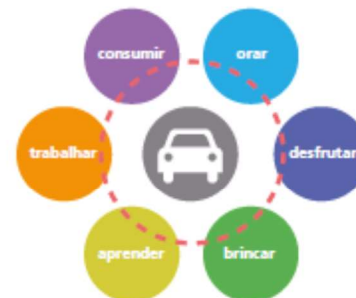 consumir
orar
trabalhar
desfrutar
aprender
brincar